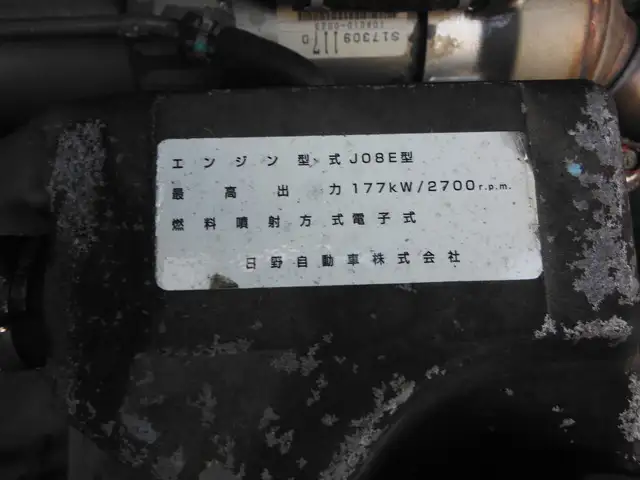 S17309 117D
エンジン型式J08E型
最高出力177kW/2700r.p.m.
燃料噴射方式電子式
日野自動車株式会社